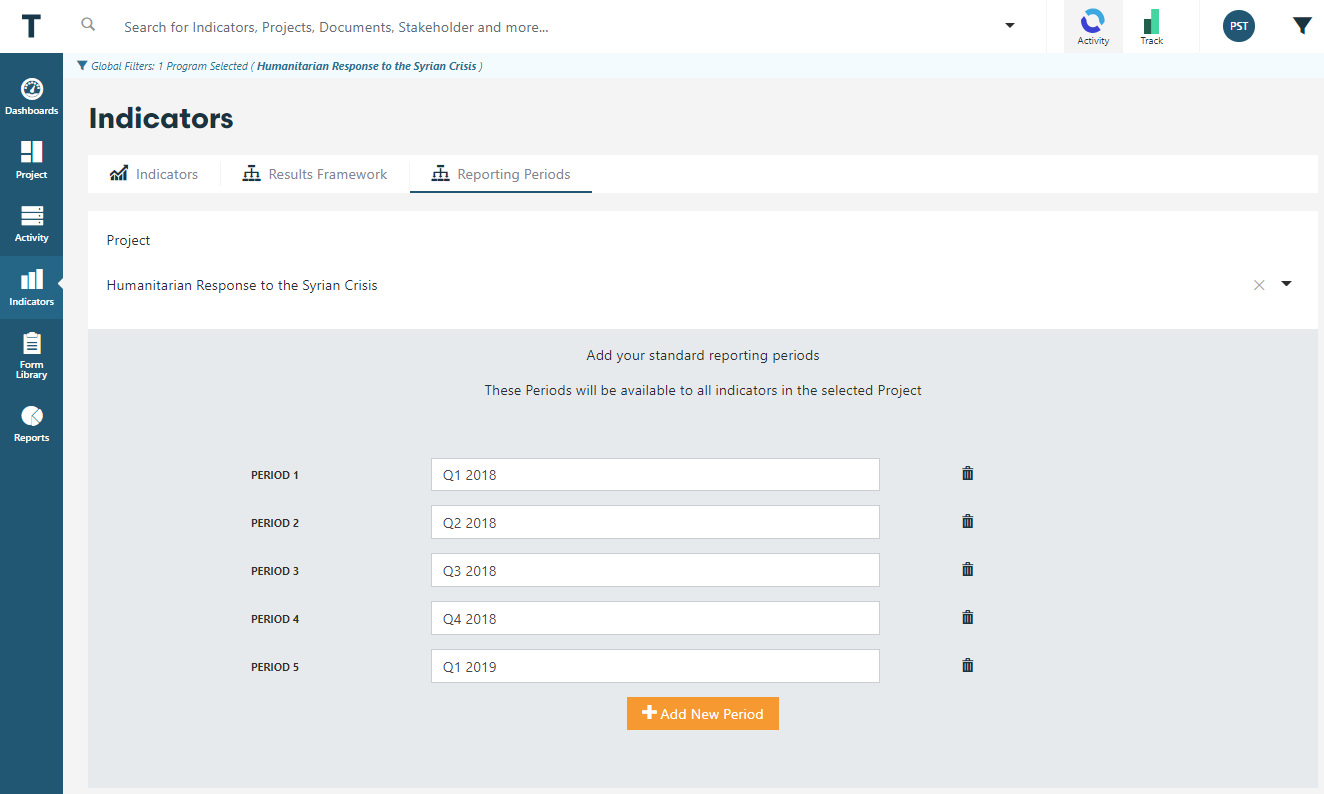 T
Search for Indicators, Projects, Documents, Stakeholder and more...
Activity
Track
PST
Global Filters: 1 Program Selected ( Humanitarian Response to the Syrian Crisis )
Dashboards
Project
Activity
Indicators
Form
Library
Reports
Indicators
Indicators
Results Framework
Reporting Periods
Project
Humanitarian Response to the Syrian Crisis
Add your standard reporting periods
These Periods will be available to all indicators in the selected Project
PERIOD 1
Q1 2018
PERIOD 2
Q2 2018
PERIOD 3
Q3 2018
PERIOD 4
Q4 2018
PERIOD 5
Q1 2019
Add New Period